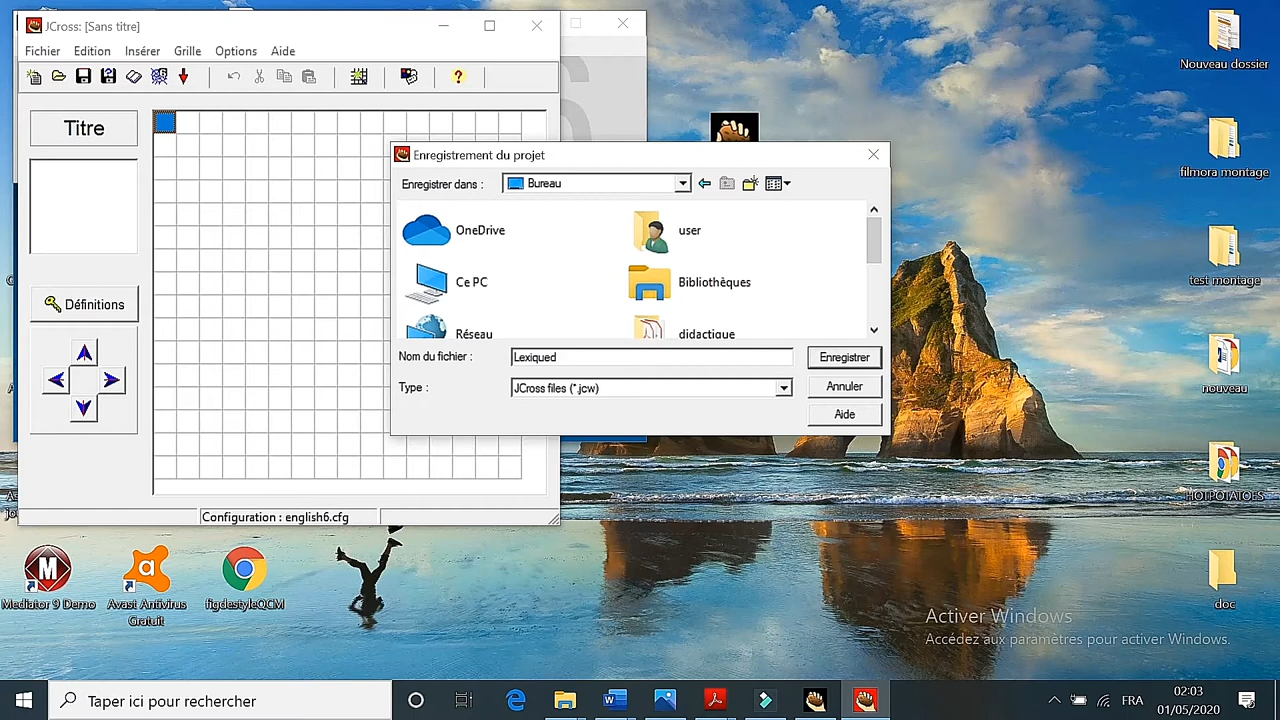 JCross: [Sans titre]
Fichier Edition Insérer Grille Options Aide
Titre
Définitions
Configuration : english6.cfg
Enregistrement du projet
Enregistrer dans : Bureau
OneDrive user
Ce PC Bibliothèques
Réseau didactique
Nom du fichier : Lexiqued Enregistrer
Type : JCross files (*.jcw) Annuler
Aide
Nouveau dossier
filmora montage
test montage
nouveau
HOTPOTATOES
doc
Mediator 9 Demo
Avast Antivirus
Gratuit
figdestyleQCM
Activer Windows
Accédez aux paramètres pour activer Windows.
Taper ici pour rechercher
FRA
02:03
01/05/2020